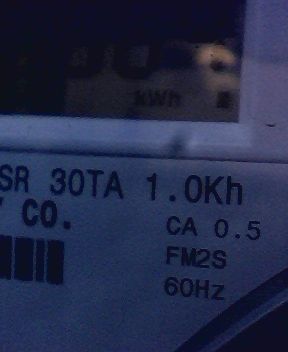 kWh
SR 30TA 1.0Kh
Y CO.
CA 0.5
FM2S
60Hz